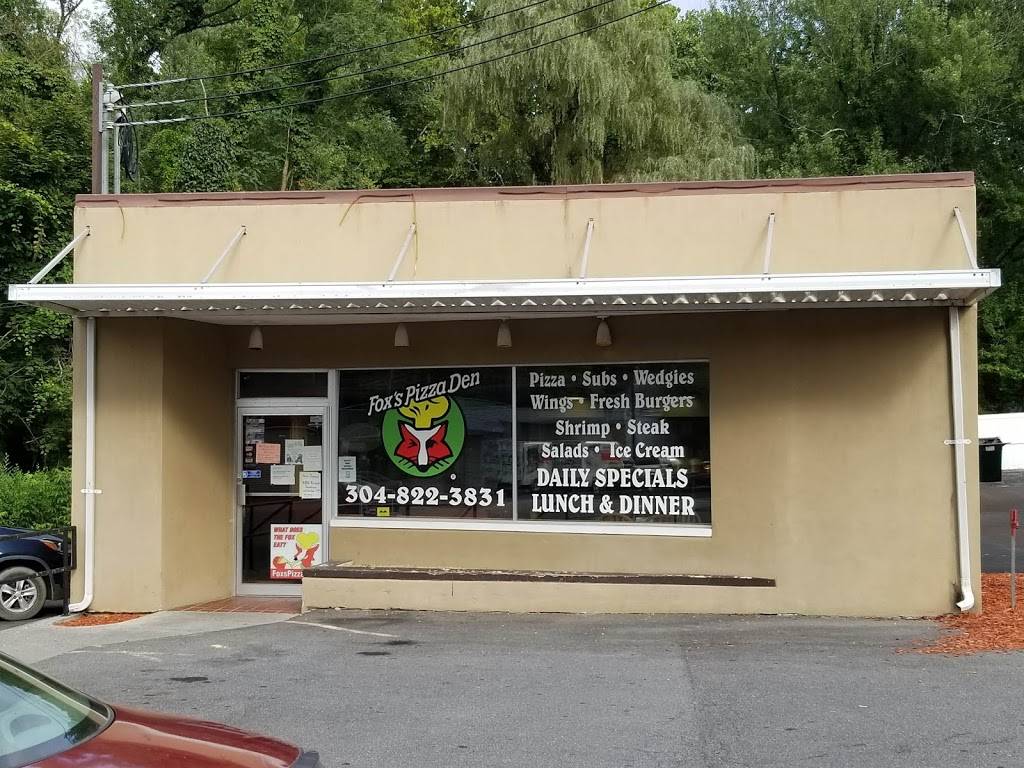 Fox's Pizza Den
304-822-3831
Pizza • Subs • Wedgies
Wings • Fresh Burgers
Shrimp • Steak
Salads • Ice Cream
DAILY SPECIALS
LUNCH & DINNER
WHAT DOES
THE FOX
EAT?
FoxsPizza